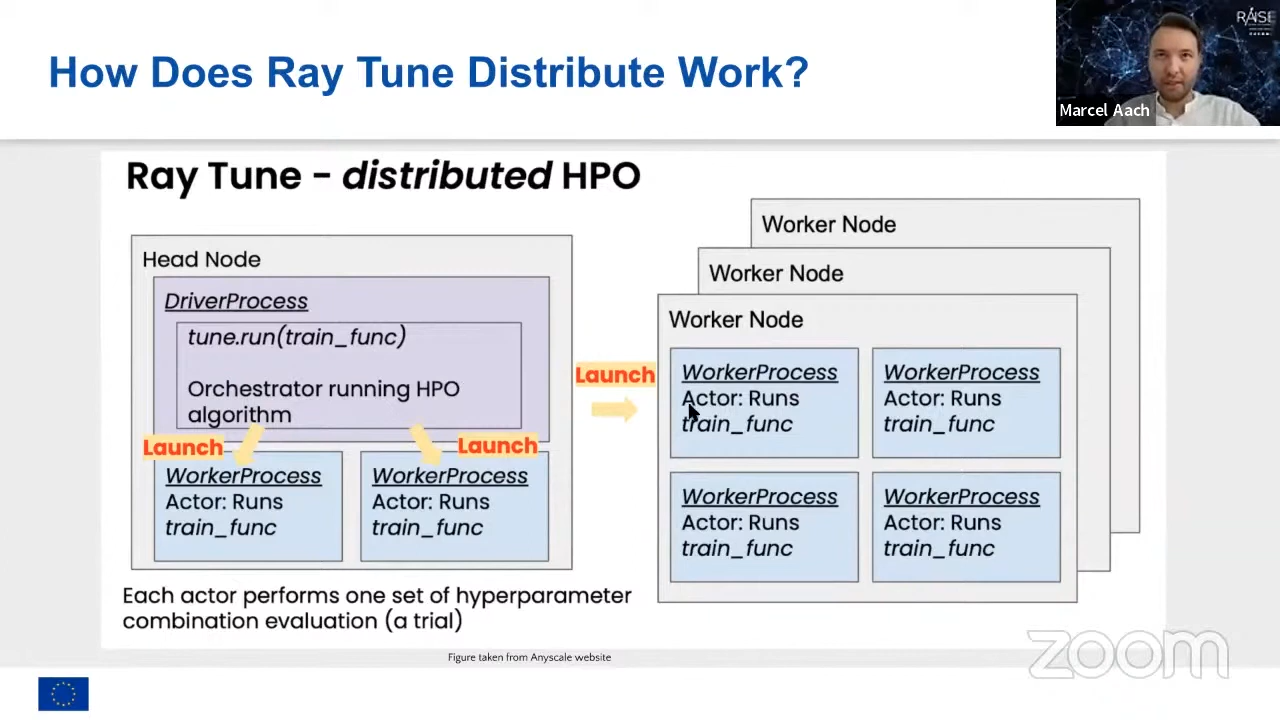 How Does Ray Tune Distribute Work?
RAISE
Marcel Aach
Ray Tune - distributed HPO
Head Node
DriverProcess
tune.run(train_func)
Orchestrator running HPO
algorithm
Launch
Launch
WorkerProcess
Actor: Runs
train_func
WorkerProcess
Actor: Runs
train_func
Launch
Worker Node
Worker Node
Worker Node
WorkerProcess
Actor: Runs
train_func
WorkerProcess
Actor: Runs
train_func
WorkerProcess
Actor: Runs
train_func
WorkerProcess
Actor: Runs
train_func
Each actor performs one set of hyperparameter
combination evaluation (a trial)
Figure taken from Anyscale website
zoom